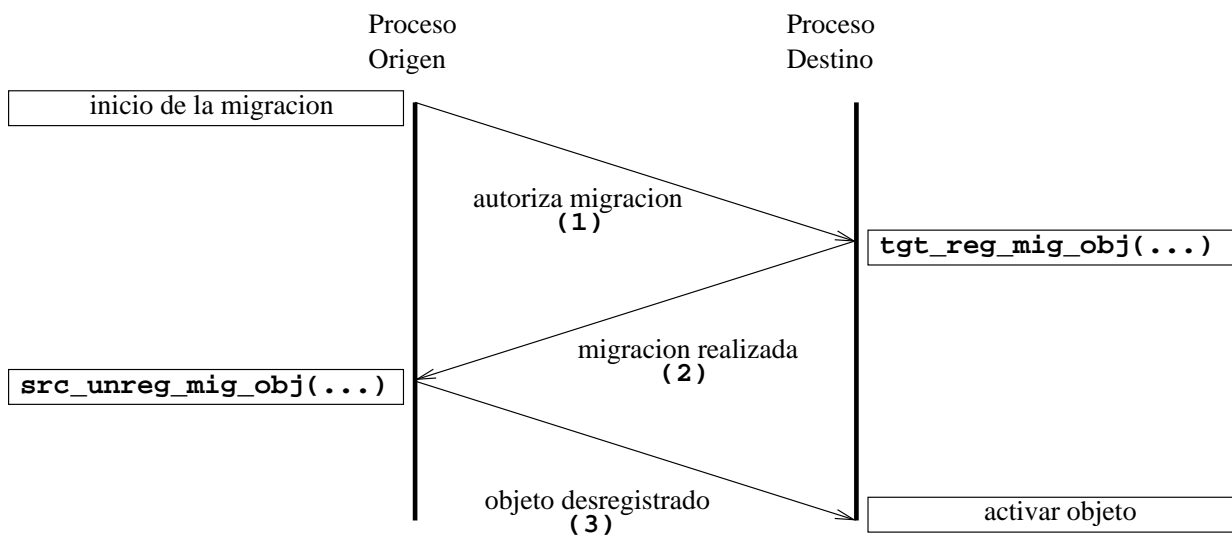 Proceso
Origen
Proceso
Destino
inicio de la migracion
autoriza migracion
(1)
tgt_reg_mig_obj(...)
migracion realizada
(2)
src_unreg_mig_obj(...)
objeto desregistrado
(3)
activar objeto